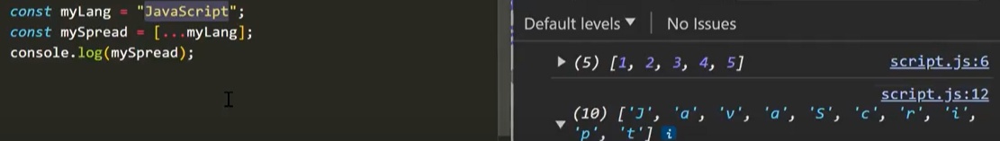 const myLang = "JavaScript";
const mySpread = [...myLang];
console.log(mySpread);
Default levels ▼ No Issues
▶ (5) [1, 2, 3, 4, 5] script.js:6
script.js:12
▼ (10) ['J', 'a', 'v', 'a', 'S', 'c', 'r', 'i',
'p', 't'] i